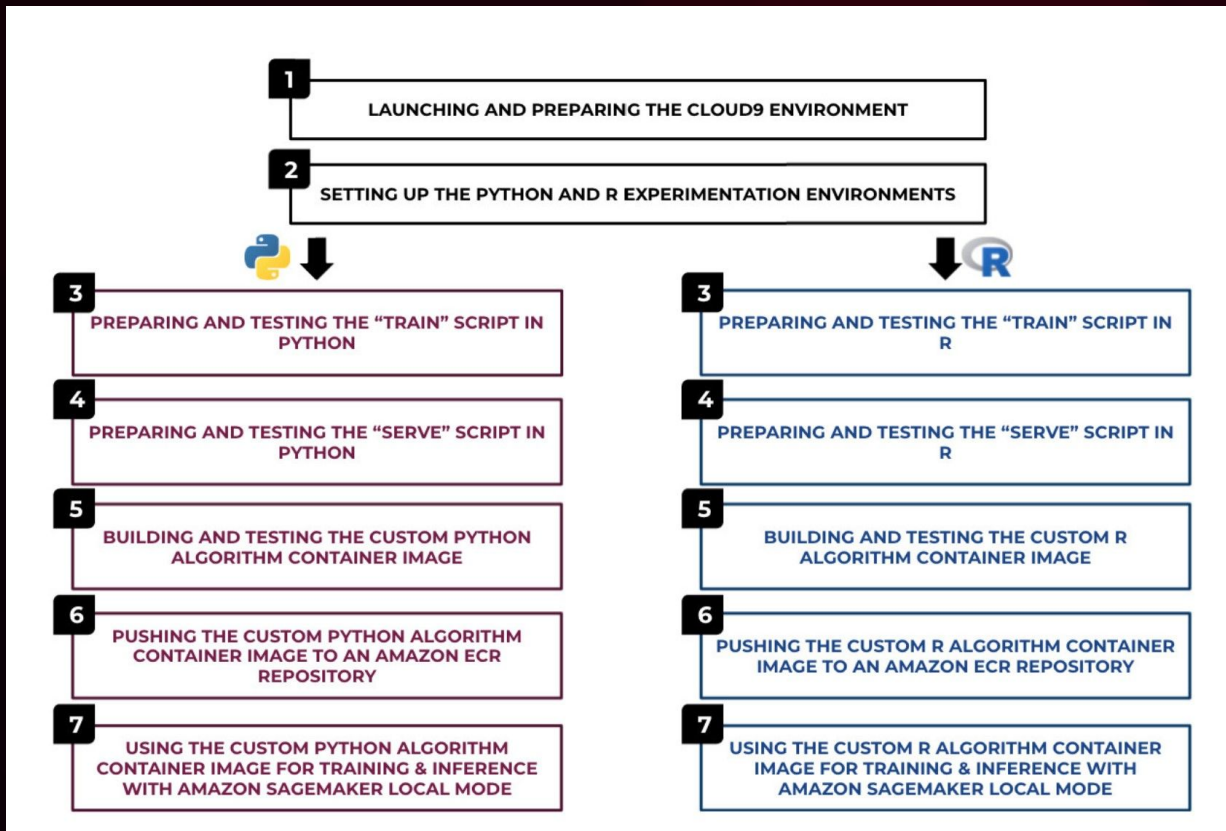 1
LAUNCHING AND PREPARING THE CLOUD9 ENVIRONMENT
2
SETTING UP THE PYTHON AND R EXPERIMENTATION ENVIRONMENTS
R
3
PREPARING AND TESTING THE “TRAIN” SCRIPT IN
PYTHON
4
PREPARING AND TESTING THE “SERVE” SCRIPT IN
PYTHON
5
BUILDING AND TESTING THE CUSTOM PYTHON
ALGORITHM CONTAINER IMAGE
6
PUSHING THE CUSTOM PYTHON ALGORITHM
CONTAINER IMAGE TO AN AMAZON ECR
REPOSITORY
7
USING THE CUSTOM PYTHON ALGORITHM
CONTAINER IMAGE FOR TRAINING & INFERENCE
WITH AMAZON SAGEMAKER LOCAL MODE
3
PREPARING AND TESTING THE “TRAIN” SCRIPT IN
R
4
PREPARING AND TESTING THE “SERVE” SCRIPT IN
R
5
BUILDING AND TESTING THE CUSTOM R
ALGORITHM CONTAINER IMAGE
6
PUSHING THE CUSTOM R ALGORITHM CONTAINER
IMAGE TO AN AMAZON ECR REPOSITORY
7
USING THE CUSTOM R ALGORITHM CONTAINER
IMAGE FOR TRAINING & INFERENCE WITH
AMAZON SAGEMAKER LOCAL MODE